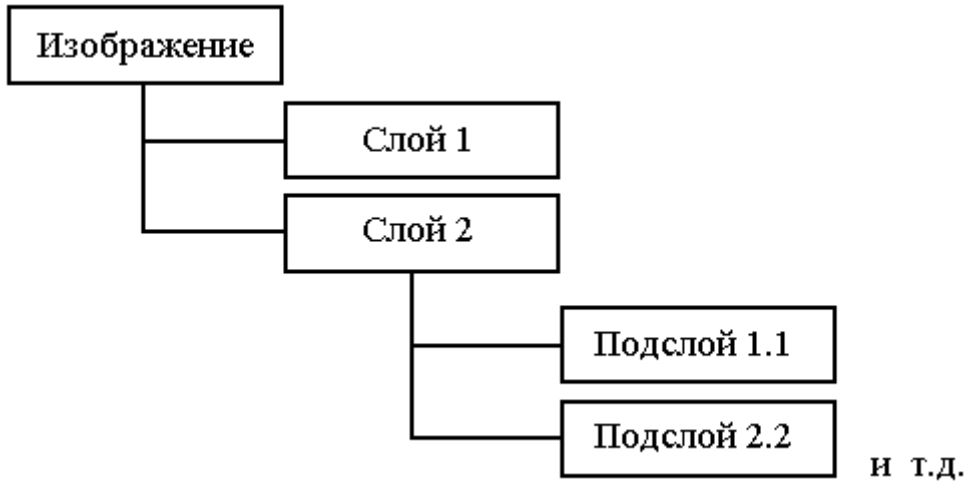 Изображение
Слой 1
Слой 2
Подслой 1.1
Подслой 2.2
и т.д.